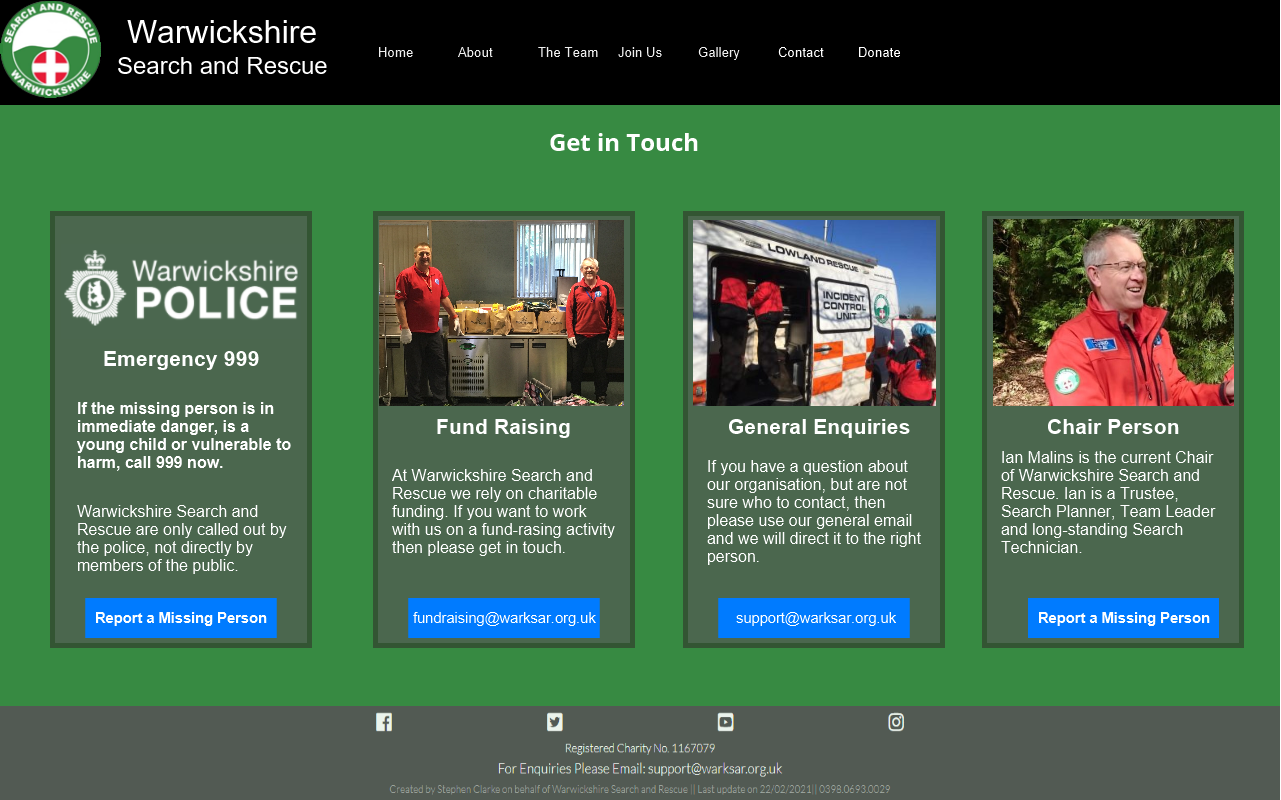 SEARCH AND RESCUE
WARWICKSHIRE
Warwickshire
Search and Rescue
Home
About
The Team
Join Us
Gallery
Contact
Donate
Get in Touch
Warwickshire
POLICE
Emergency 999
If the missing person is in
immediate danger, is a
young child or vulnerable to
harm, call 999 now.
Warwickshire Search and
Rescue are only called out by
the police, not directly by
members of the public.
Report a Missing Person
Fund Raising
At Warwickshire Search and
Rescue we rely on charitable
funding. If you want to work
with us on a fund-rasing activity
then please get in touch.
fundraising@warksar.org.uk
LOWLAND RESCUE
INCIDENT
CONTROL
UNIT
General Enquiries
If you have a question about
our organisation, but are not
sure who to contact, then
please use our general email
and we will direct it to the right
person.
support@warksar.org.uk
Chair Person
Ian Malins is the current Chair
of Warwickshire Search and
Rescue. Ian is a Trustee,
Search Planner, Team Leader
and long-standing Search
Technician.
Report a Missing Person
Registered Charity No. 1167079
For Enquiries Please Email: support@warksar.org.uk
Created by Stephen Clarke on behalf of Warwickshire Search and Rescue || Last update on 22/02/2021|| 0398.0693.0029